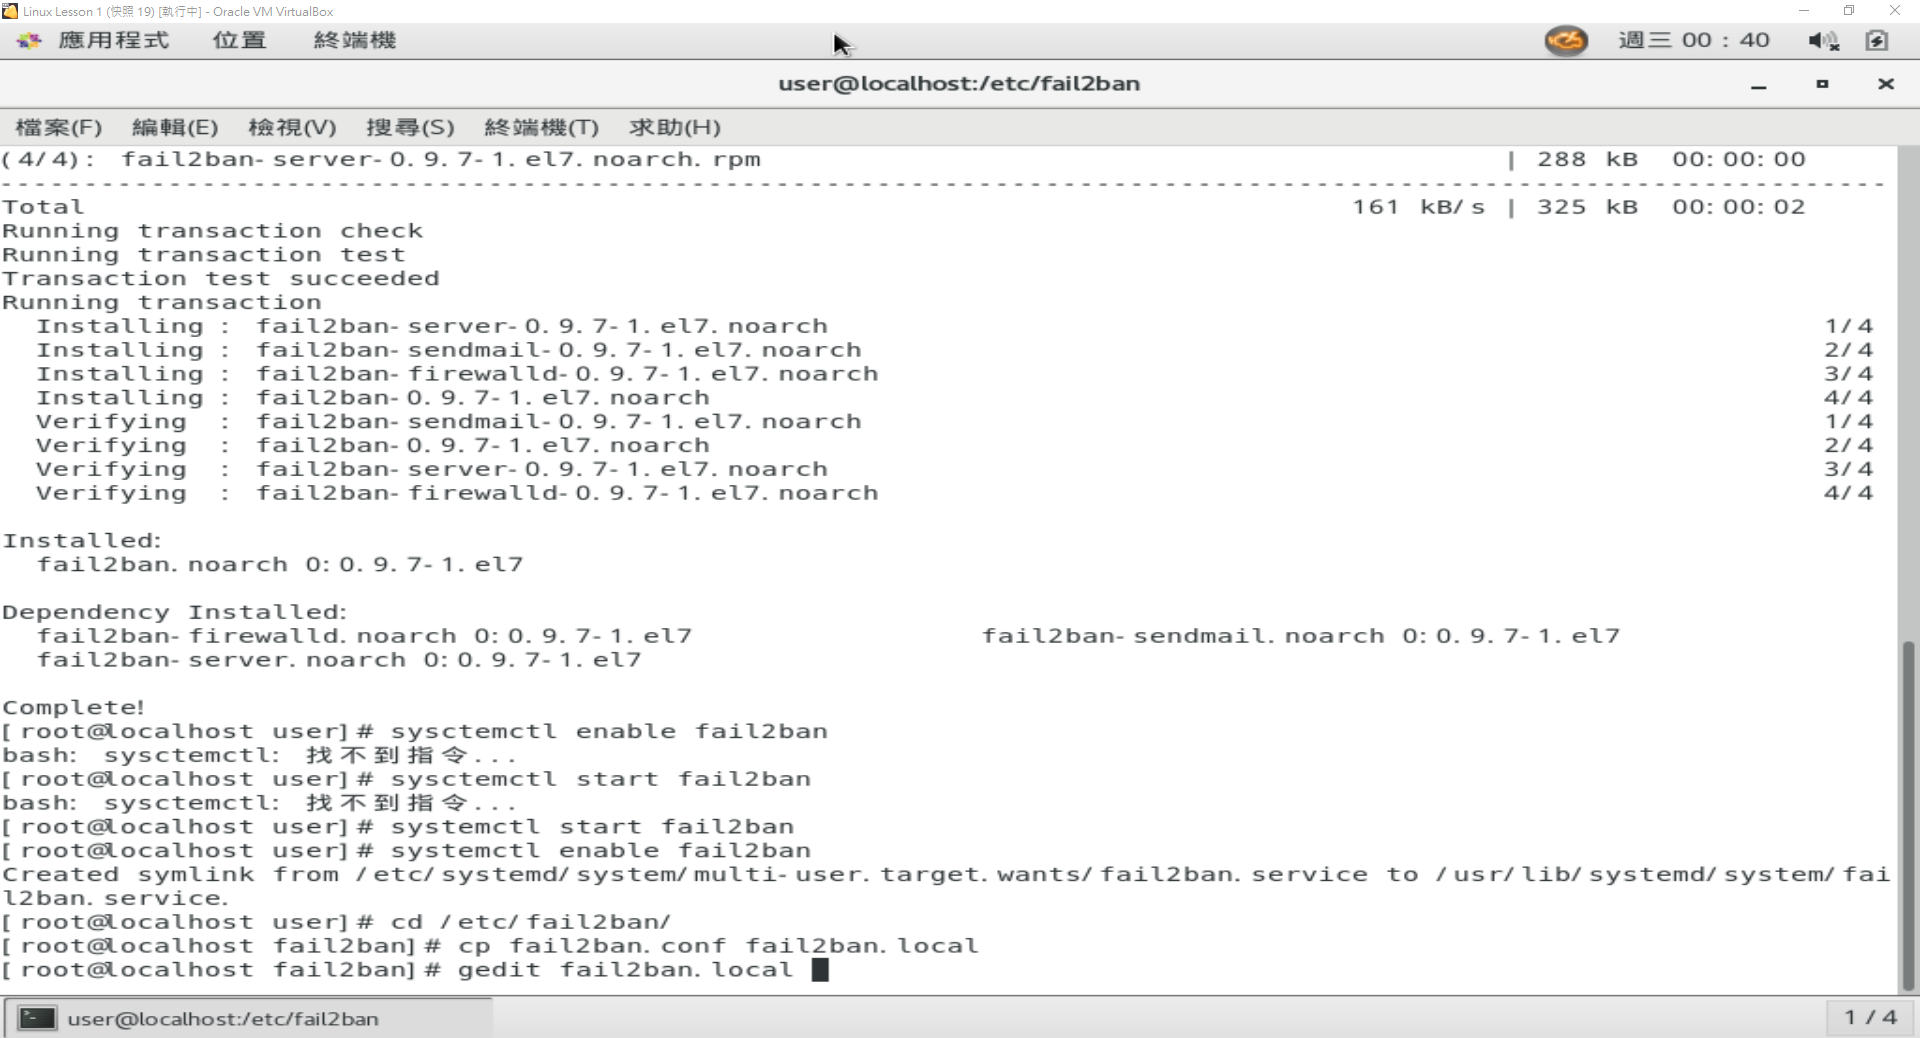 Linux Lesson 1 (快照 19) [執行中] - Oracle VM VirtualBox
應用程式 位置 終端機 週三 00 : 40
user@localhost:/etc/fail2ban
檔案(F) 編輯(E) 檢視(V) 搜尋(S) 終端機(T) 求助(H)
(4/4): fail2ban-server-0.9.7-1.el7.noarch.rpm | 288 kB 00:00:00
--------------------------------------------------------------------------------
Total 161 kB/s | 325 kB 00:00:02
Running transaction check
Running transaction test
Transaction test succeeded
Running transaction
Installing : fail2ban-server-0.9.7-1.el7.noarch 1/4
Installing : fail2ban-sendmail-0.9.7-1.el7.noarch 2/4
Installing : fail2ban-firewalld-0.9.7-1.el7.noarch 3/4
Installing : fail2ban-0.9.7-1.el7.noarch 4/4
Verifying : fail2ban-sendmail-0.9.7-1.el7.noarch 1/4
Verifying : fail2ban-0.9.7-1.el7.noarch 2/4
Verifying : fail2ban-server-0.9.7-1.el7.noarch 3/4
Verifying : fail2ban-firewalld-0.9.7-1.el7.noarch 4/4
Installed:
fail2ban.noarch 0:0.9.7-1.el7
Dependency Installed:
fail2ban-firewalld.noarch 0:0.9.7-1.el7 fail2ban-sendmail.noarch 0:0.9.7-1.el7
fail2ban-server.noarch 0:0.9.7-1.el7
Complete!
[root@localhost user]# sysctemctl enable fail2ban
bash: sysctemctl: 找不到指令...
[root@localhost user]# sysctemctl start fail2ban
bash: sysctemctl: 找不到指令...
[root@localhost user]# systemctl start fail2ban
[root@localhost user]# systemctl enable fail2ban
Created symlink from /etc/systemd/system/multi-user.target.wants/fail2ban.service to /usr/lib/systemd/system/fai
l2ban.service.
[root@localhost user]# cd /etc/fail2ban/
[root@localhost fail2ban]# cp fail2ban.conf fail2ban.local
[root@localhost fail2ban]# gedit fail2ban.local
user@localhost:/etc/fail2ban 1 / 4